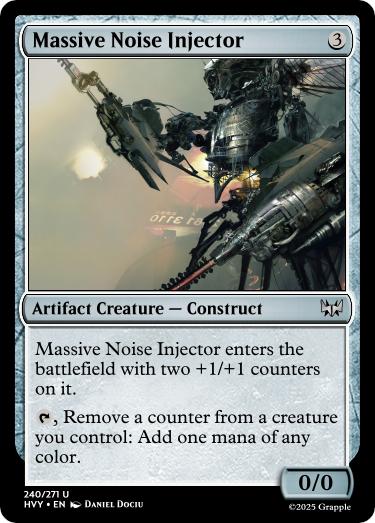 Massive Noise Injector 3
Artifact Creature — Construct
Massive Noise Injector enters the
battlefield with two +1/+1 counters
on it.
, Remove a counter from a creature
you control: Add one mana of any
color.
0/0
240/271 U
HVY • EN DANIEL DOCIU
©2025 Grapple